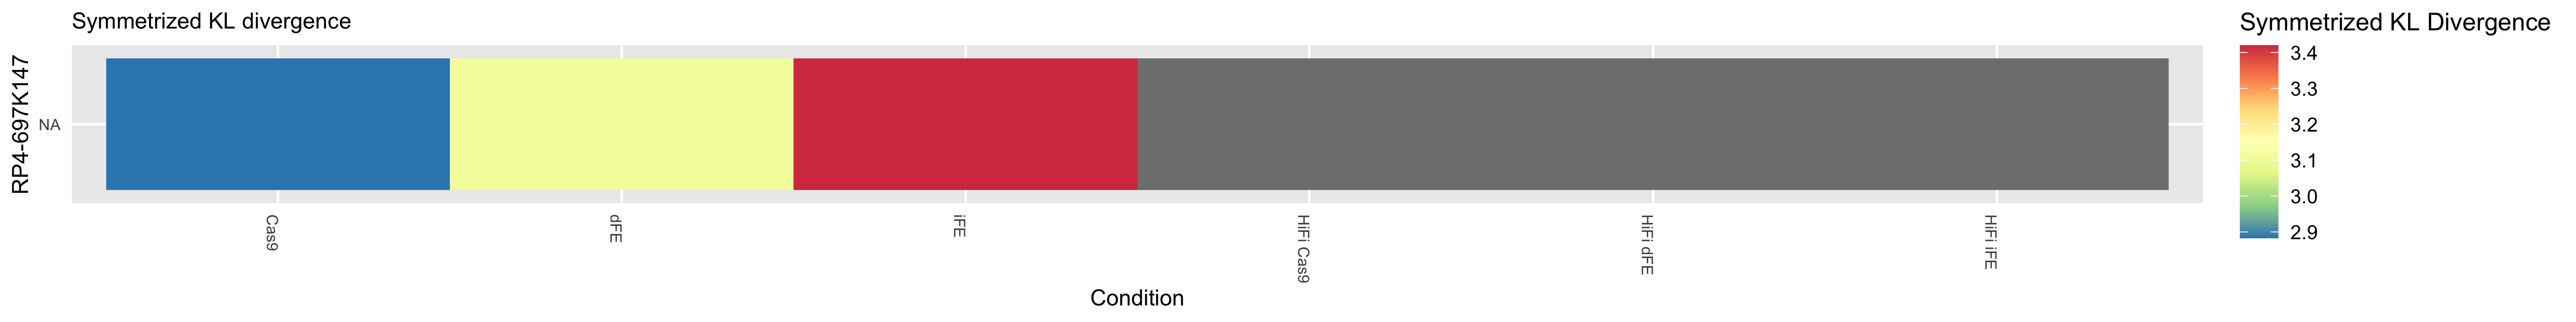 Symmetrized KL divergence
RP4-697K147
NA
Cas9
dFE
iFE
HiFi Cas9
HiFi dFE
HiFi iFE
Condition
Symmetrized KL Divergence
3.4
3.3
3.2
3.1
3.0
2.9